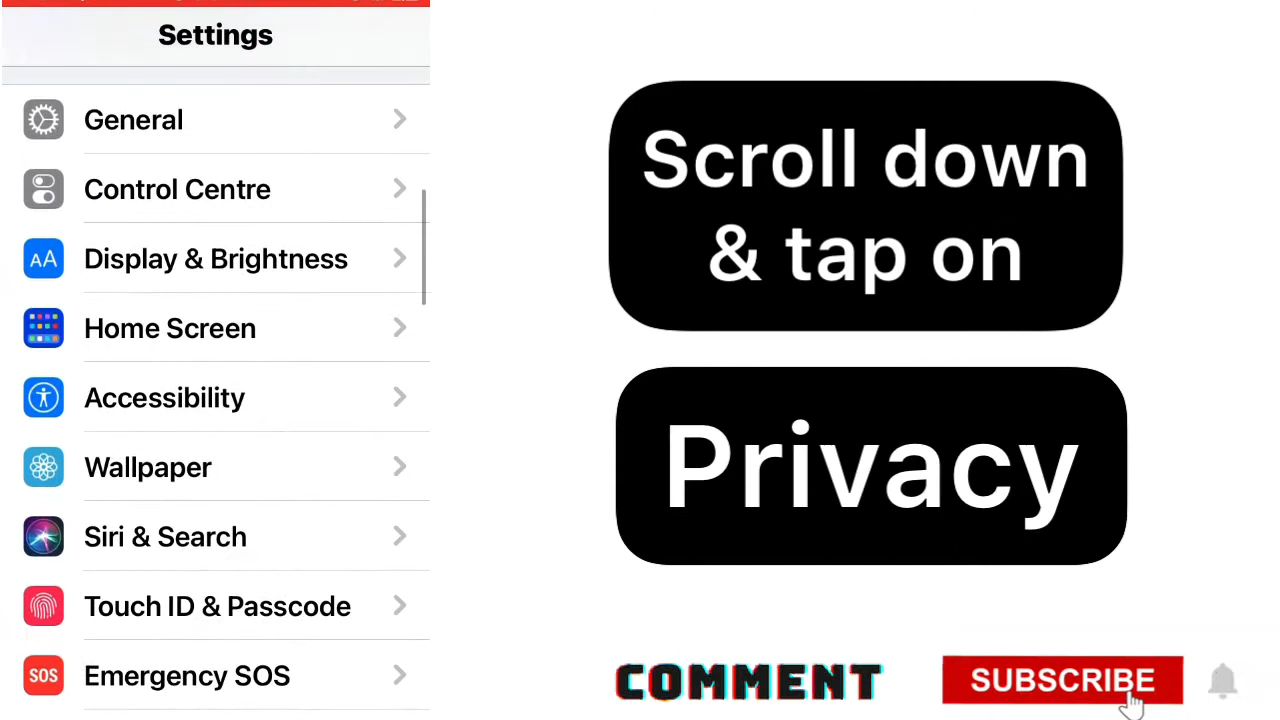 Settings
General
Control Centre
AA Display & Brightness
Home Screen
Accessibility
Wallpaper
Siri & Search
Touch ID & Passcode
SOS Emergency SOS
Scroll down
& tap on
Privacy
COMMENT
SUBSCRIBE